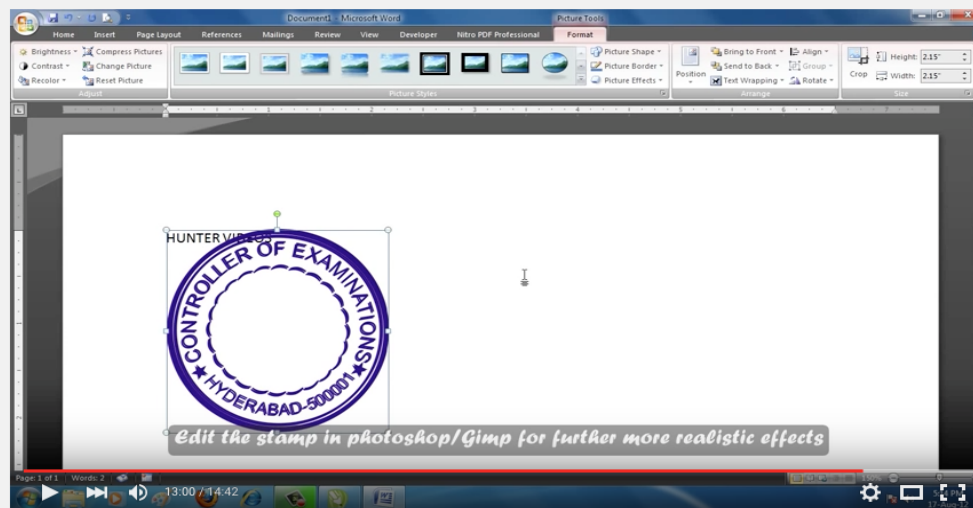 Document1 - Microsoft Word
Picture Tools
Home Insert Page Layout References Mailings Review View Developer Nitro PDF Professional Format
Brightness Compress Pictures Picture Shape Bring to Front Align Height: 2.15"
Contrast Change Picture Picture Border Position Send to Back Group Crop Width: 2.15"
Recolor Reset Picture Picture Effects Text Wrapping Rotate
Adjust Picture Styles Arrange Size
HUNTER VIDEOS
CONTROLLER OF EXAMINATIONS
HYDERABAD-500001
Edit the stamp in photoshop/Gimp for further more realistic effects
Page: 1 of 1 Words: 2
13:00 / 14:42
PM
17-Aug-12